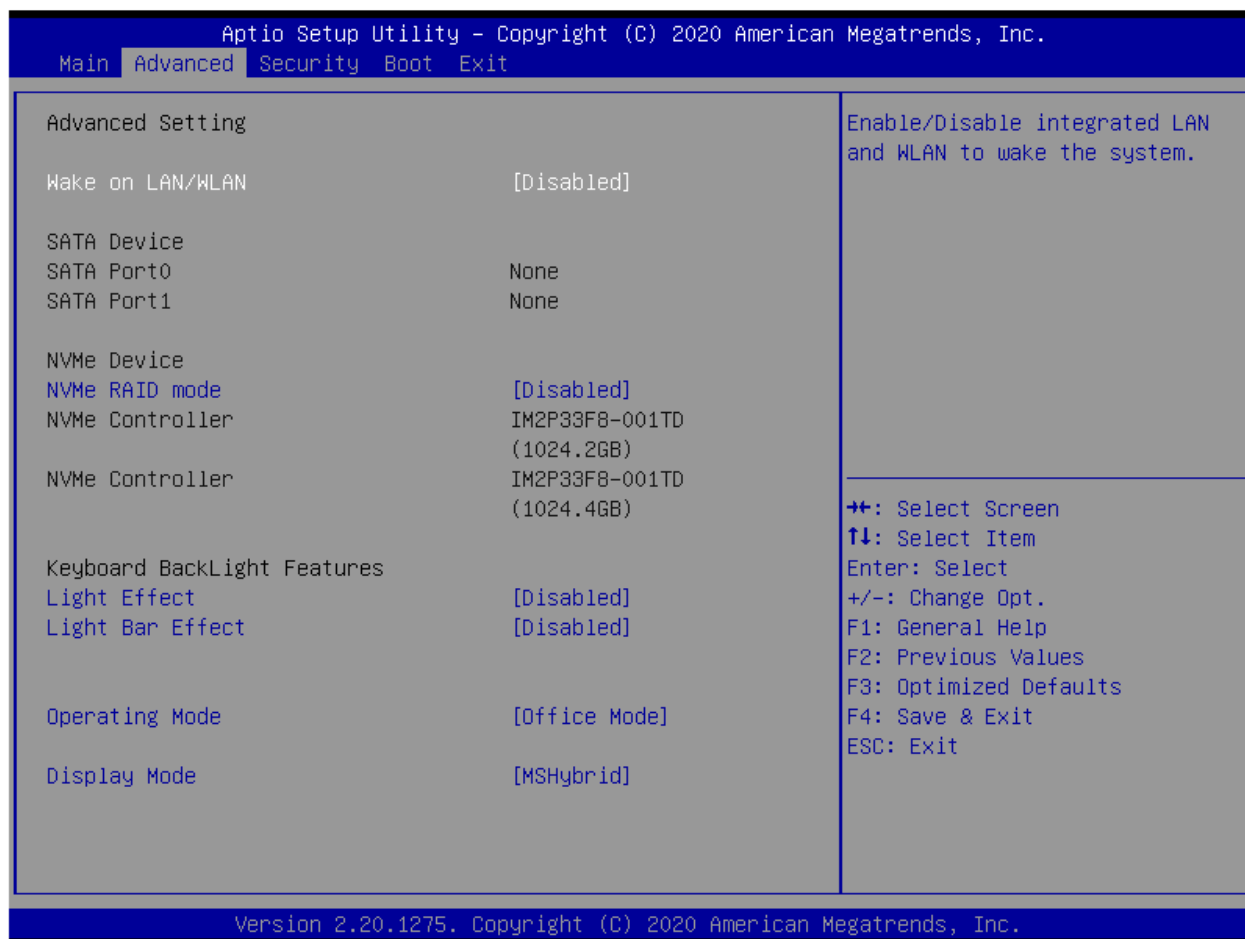 Aptio Setup Utility – Copyright (C) 2020 American Megatrends, Inc.
Main Advanced Security Boot Exit
Advanced Setting
Wake on LAN/WLAN [Disabled]
SATA Device
SATA Port0 None
SATA Port1 None
NVMe Device
NVMe RAID mode [Disabled]
NVMe Controller IM2P33F8-001TD
(1024.2GB)
NVMe Controller IM2P33F8-001TD
(1024.4GB)
Keyboard BackLight Features
Light Effect [Disabled]
Light Bar Effect [Disabled]
Operating Mode [Office Mode]
Display Mode [MSHybrid]
Enable/Disable integrated LAN
and WLAN to wake the system.
→←: Select Screen
↑↓: Select Item
Enter: Select
+/-: Change Opt.
F1: General Help
F2: Previous Values
F3: Optimized Defaults
F4: Save & Exit
ESC: Exit
Version 2.20.1275. Copyright (C) 2020 American Megatrends, Inc.